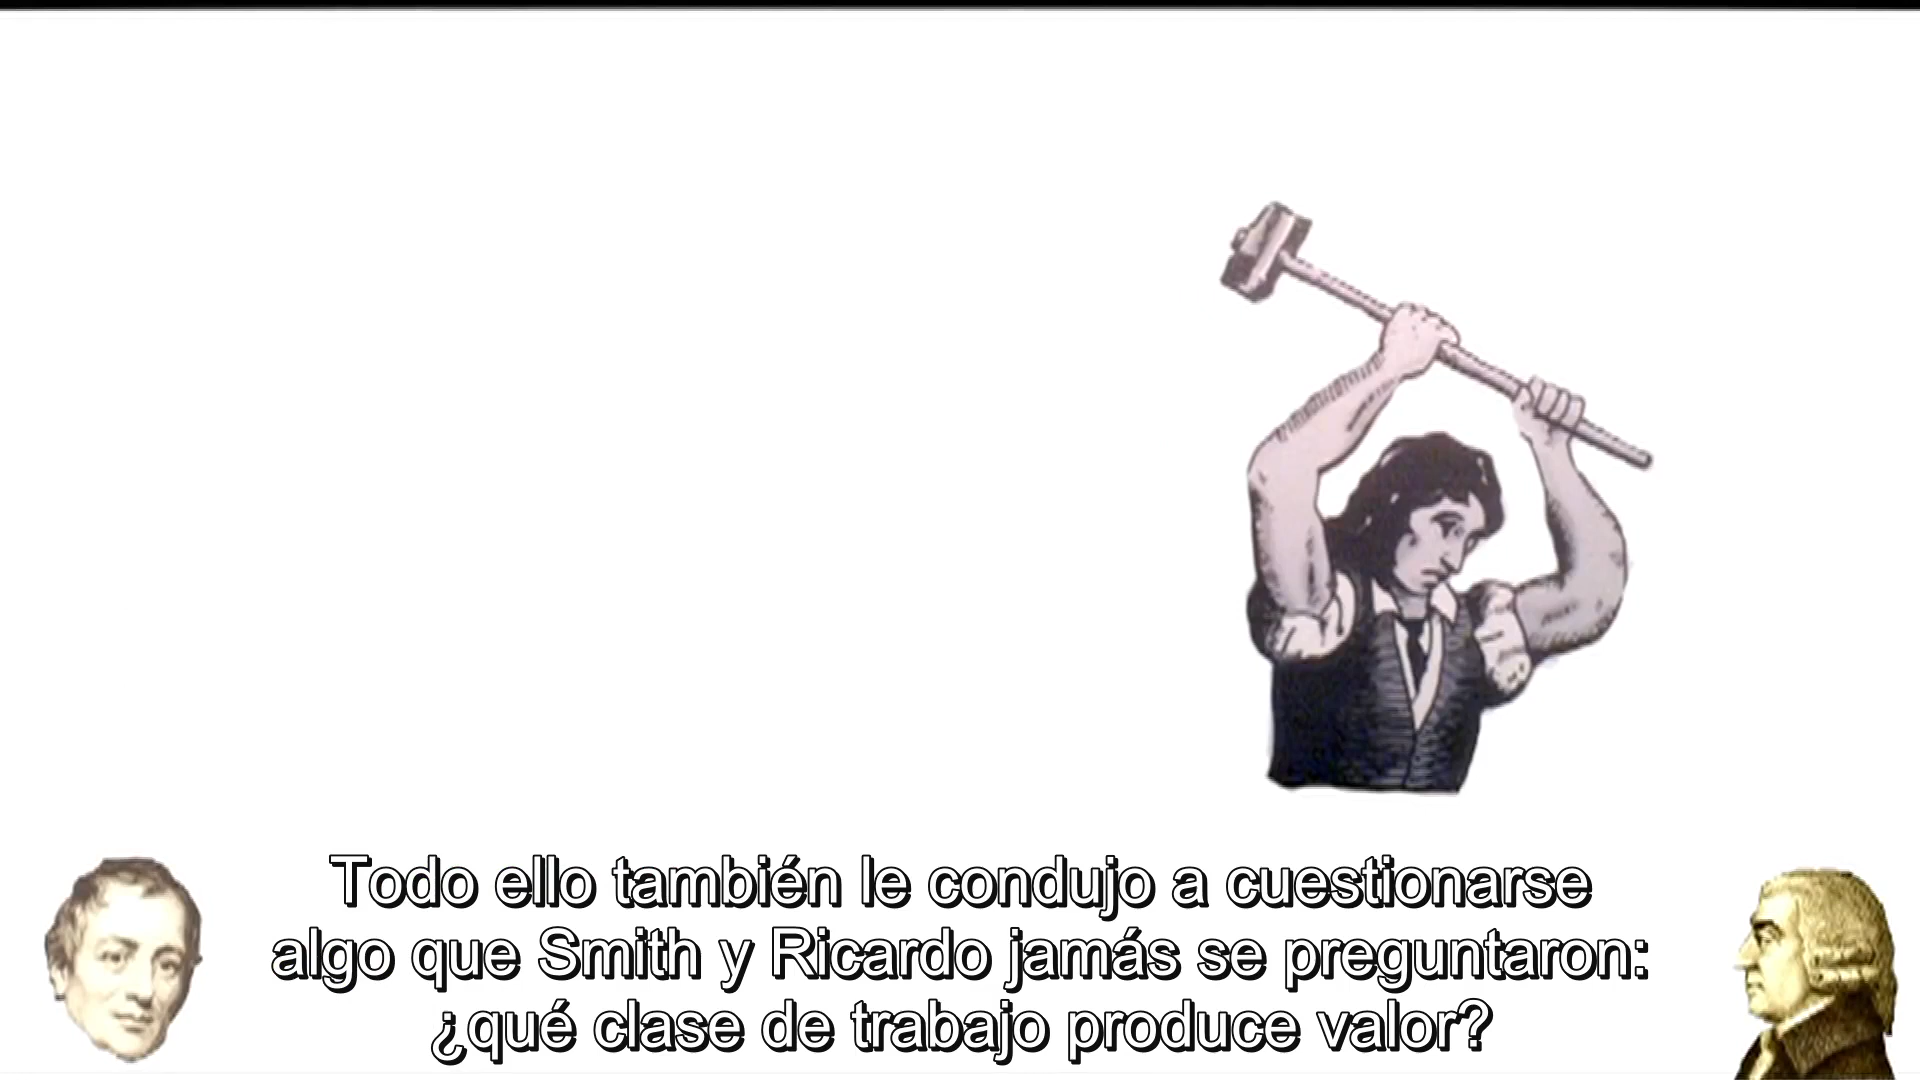 Todo ello también le condujo a cuestionarse
algo que Smith y Ricardo jamás se preguntaron:
¿qué clase de trabajo produce valor?